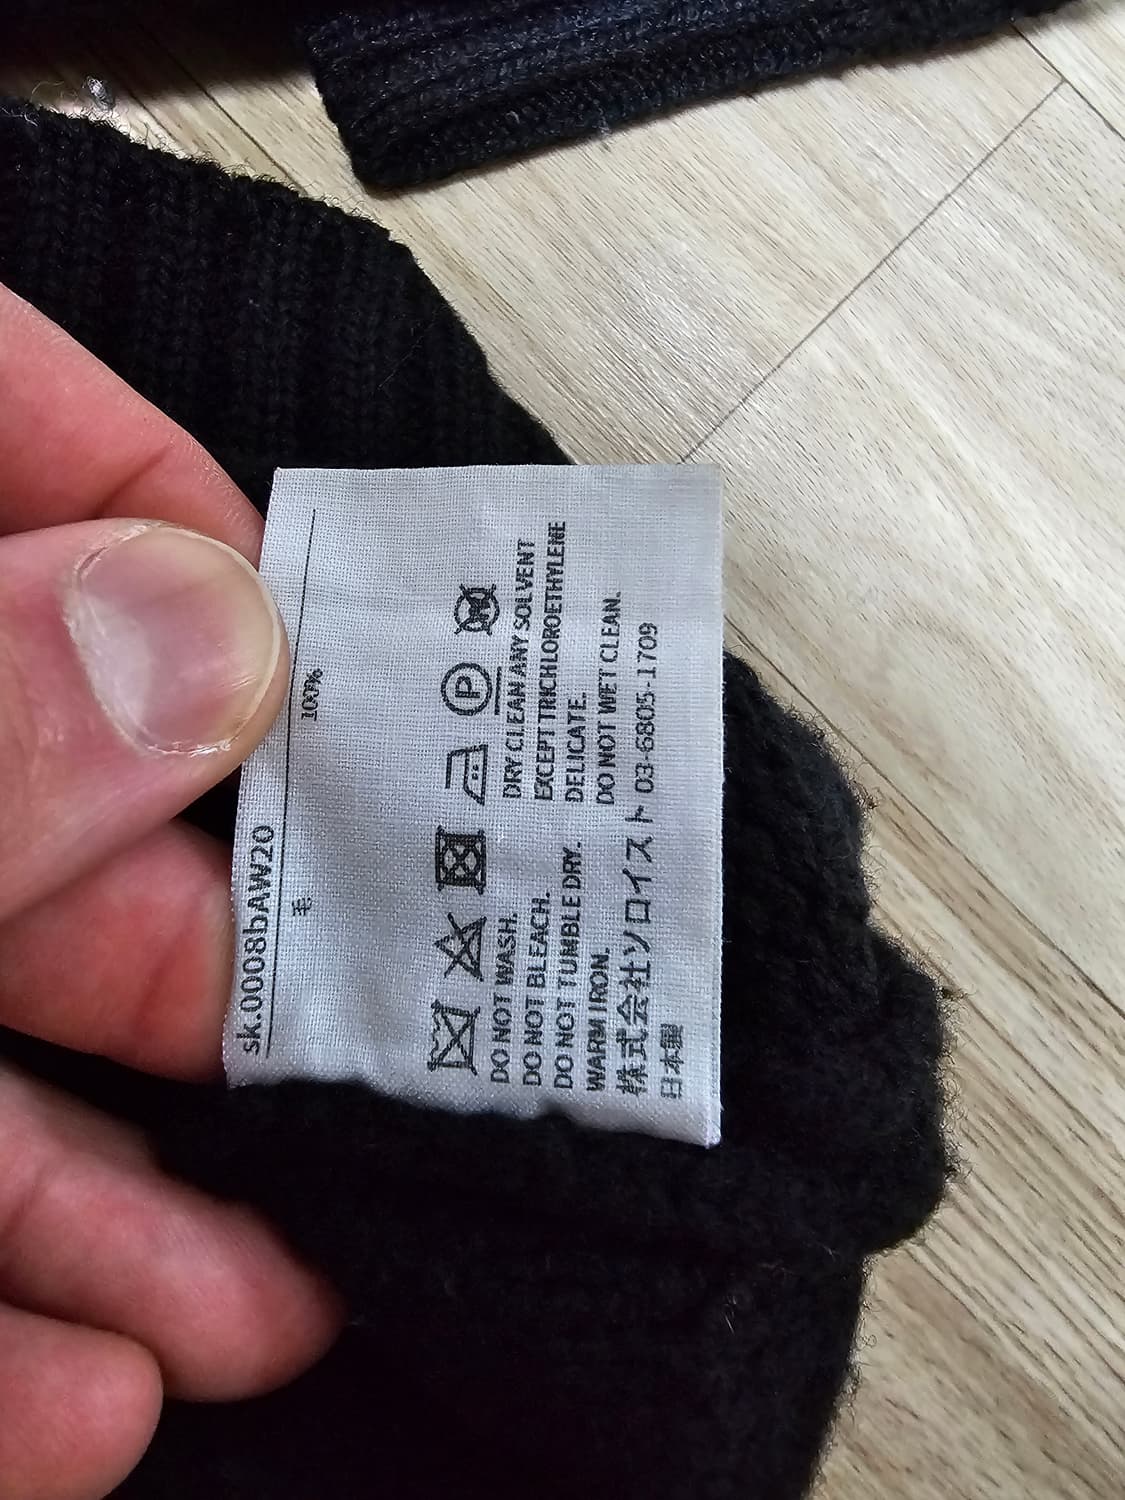 sk.0008bAW20
毛 100%
P
W
DO NOT WASH.
DO NOT BLEACH.
DO NOT TUMBLE DRY.
WARM IRON.
DRY CLEAN ANY SOLVENT
EXCEPT TRICHLOROETHYLENE
DELICATE.
DO NOT WET CLEAN.
株式会社ソロイスト 03-6805-1709
日本製